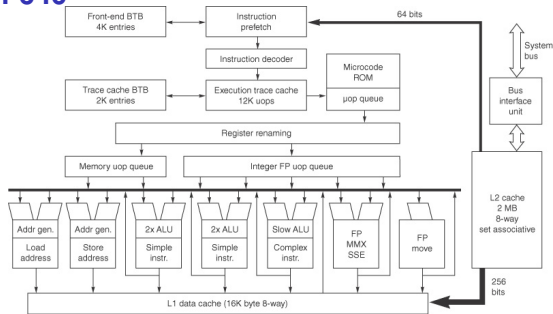 Front-end BTB
4K entries
Instruction
prefetch
64 bits
System
bus
Instruction decoder
Microcode
ROM
Trace cache BTB
2K entries
Execution trace cache
12K uops
μop queue
Bus
interface
unit
Register renaming
Memory uop queue
Integer FP uop queue
L2 cache
2 MB
8-way
set associative
Addr gen.
Load
address
Addr gen.
Store
address
2x ALU
Simple
instr.
2x ALU
Simple
instr.
Slow ALU
Complex
instr.
FP
MMX
SSE
FP
move
256
bits
L1 data cache (16K byte 8-way)